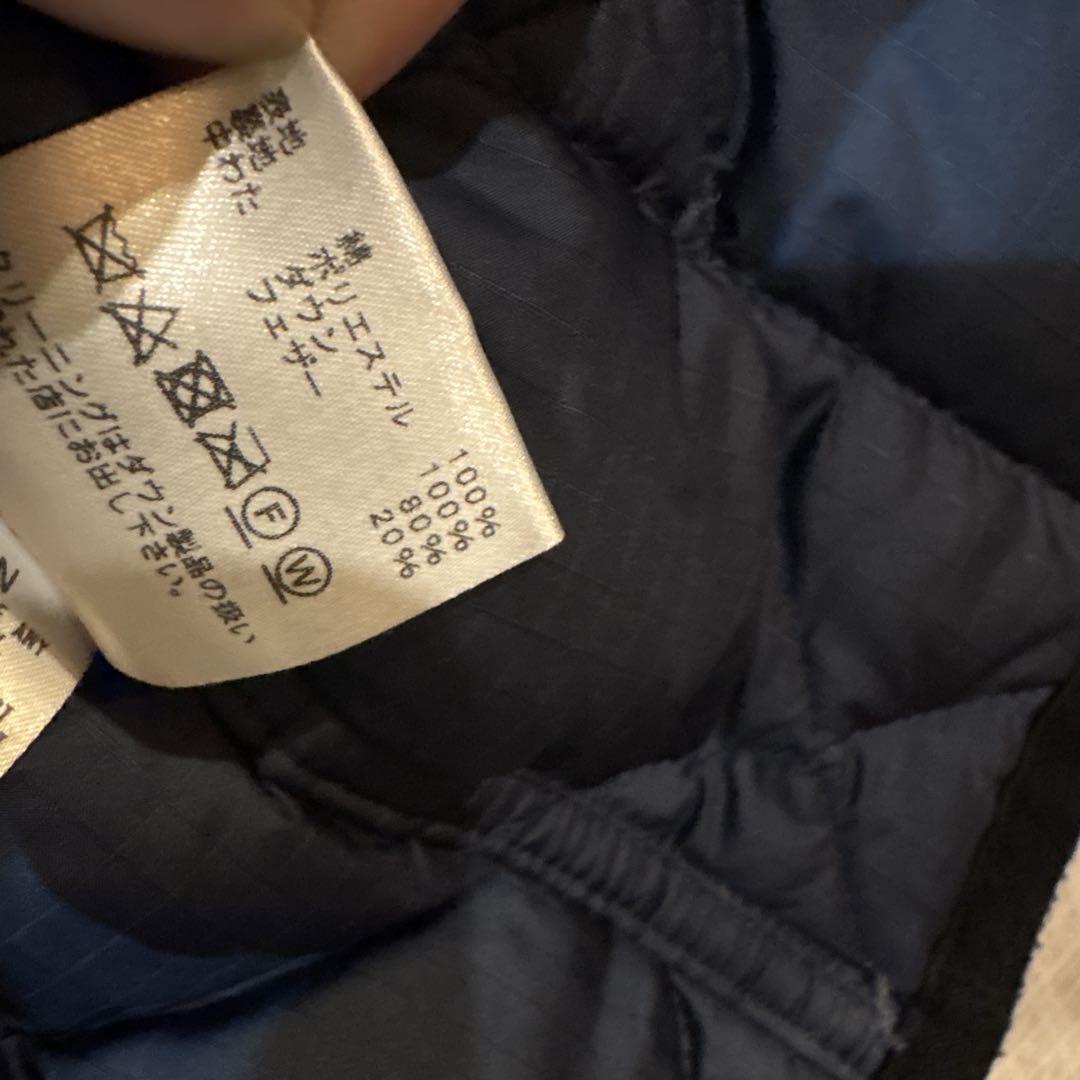 表地
裏地
中わた
綿
ポリエステル
ダウン
フェザー
100%
100%
80%
20%
F
W
クリーニングはダウン製品の扱い
れた店にお出し下さい。
ANY